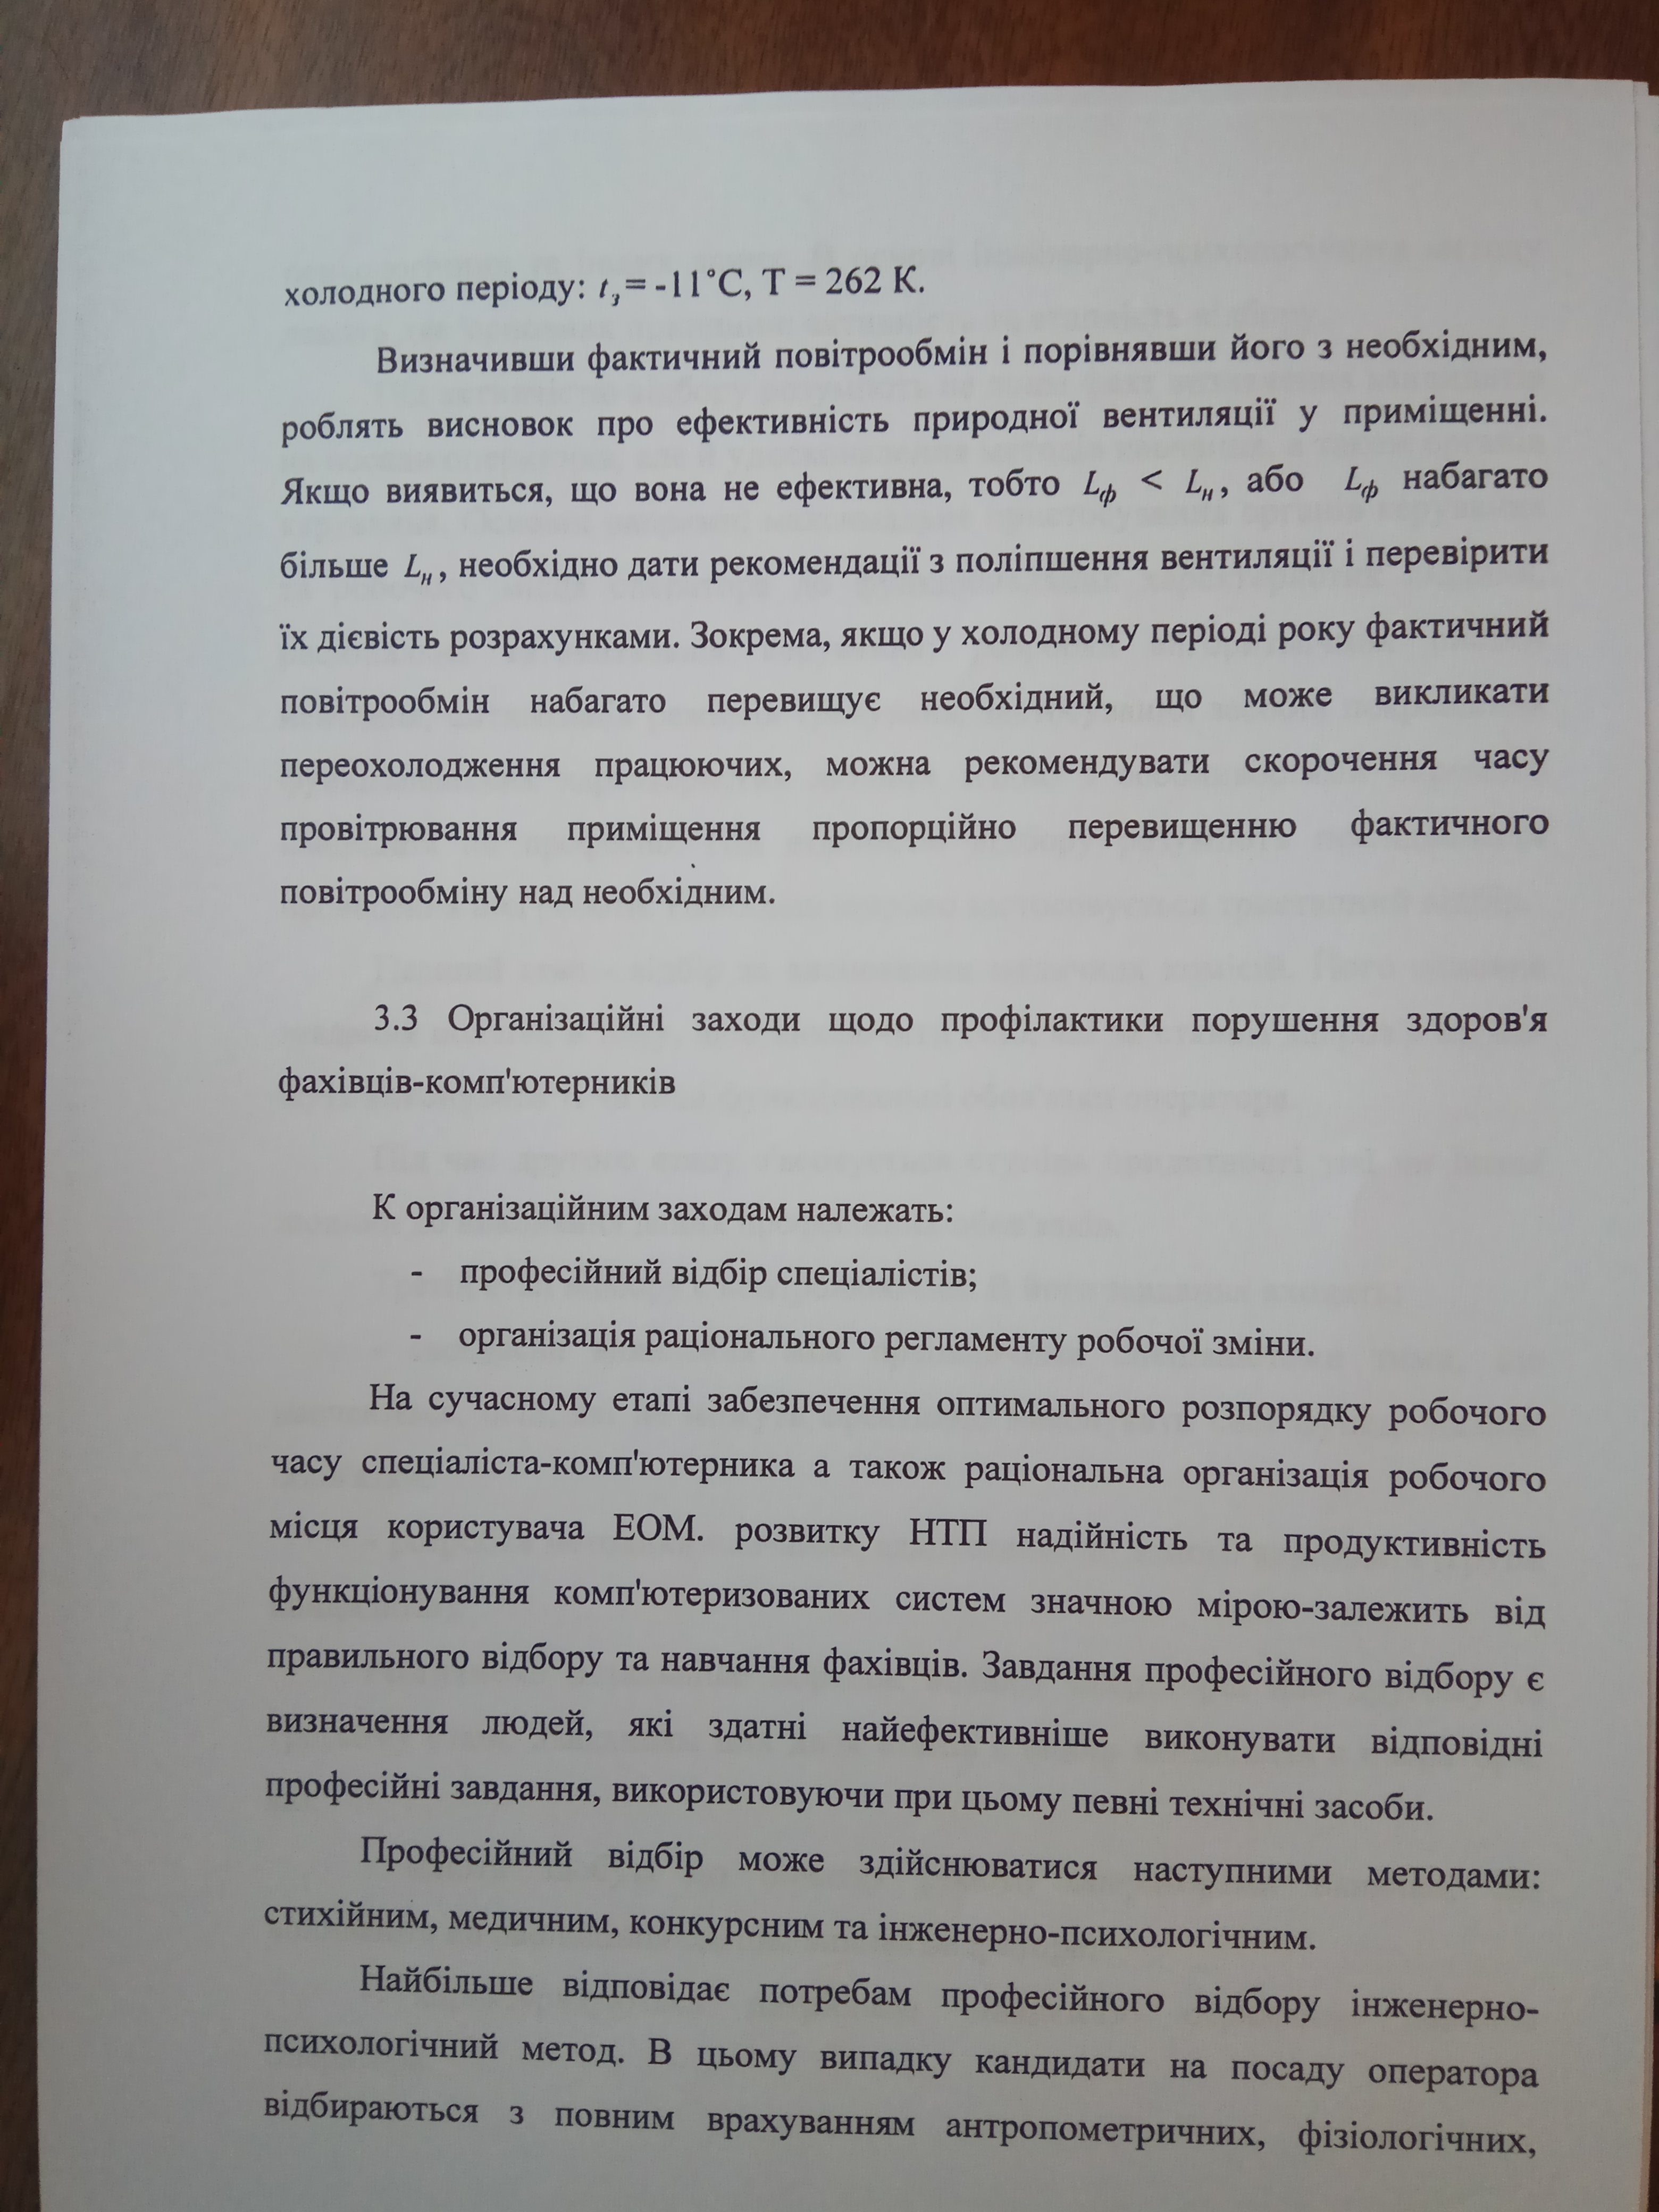 холодного періоду: tз= -11°С, Т = 262 К.
Визначивши фактичний повітрообмін і порівнявши його з необхідним,
роблять висновок про ефективність природної вентиляції у приміщенні.
Якщо виявиться, що вона не ефективна, тобто Lф < Lн, або Lф набагато
більше Lн, необхідно дати рекомендації з поліпшення вентиляції і перевірити
їх дієвість розрахунками. Зокрема, якщо у холодному періоді року фактичний
повітрообмін набагато перевищує необхідний, що може викликати
переохолодження працюючих, можна рекомендувати скорочення часу
провітрювання приміщення пропорційно перевищенню фактичного
повітрообміну над необхідним.
3.3 Організаційні заходи щодо профілактики порушення здоров'я
фахівців-комп'ютерників
К організаційним заходам належать:
- професійний відбір спеціалістів;
- організація раціонального регламенту робочої зміни.
На сучасному етапі забезпечення оптимального розпорядку робочого
часу спеціаліста-комп'ютерника а також раціональна організація робочого
місця користувача ЕОМ. розвитку НТП надійність та продуктивність
функціонування комп'ютеризованих систем значною мірою-залежить від
правильного відбору та навчання фахівців. Завдання професійного відбору є
визначення людей, які здатні найефективніше виконувати відповідні
професійні завдання, використовуючи при цьому певні технічні засоби.
Професійний відбір може здійснюватися наступними методами:
стихійним, медичним, конкурсним та інженерно-психологічним.
Найбільше відповідає потребам професійного відбору інженерно-
психологічний метод. В цьому випадку кандидати на посаду оператора
відбираються з повним врахуванням антропометричних, фізіологічних,